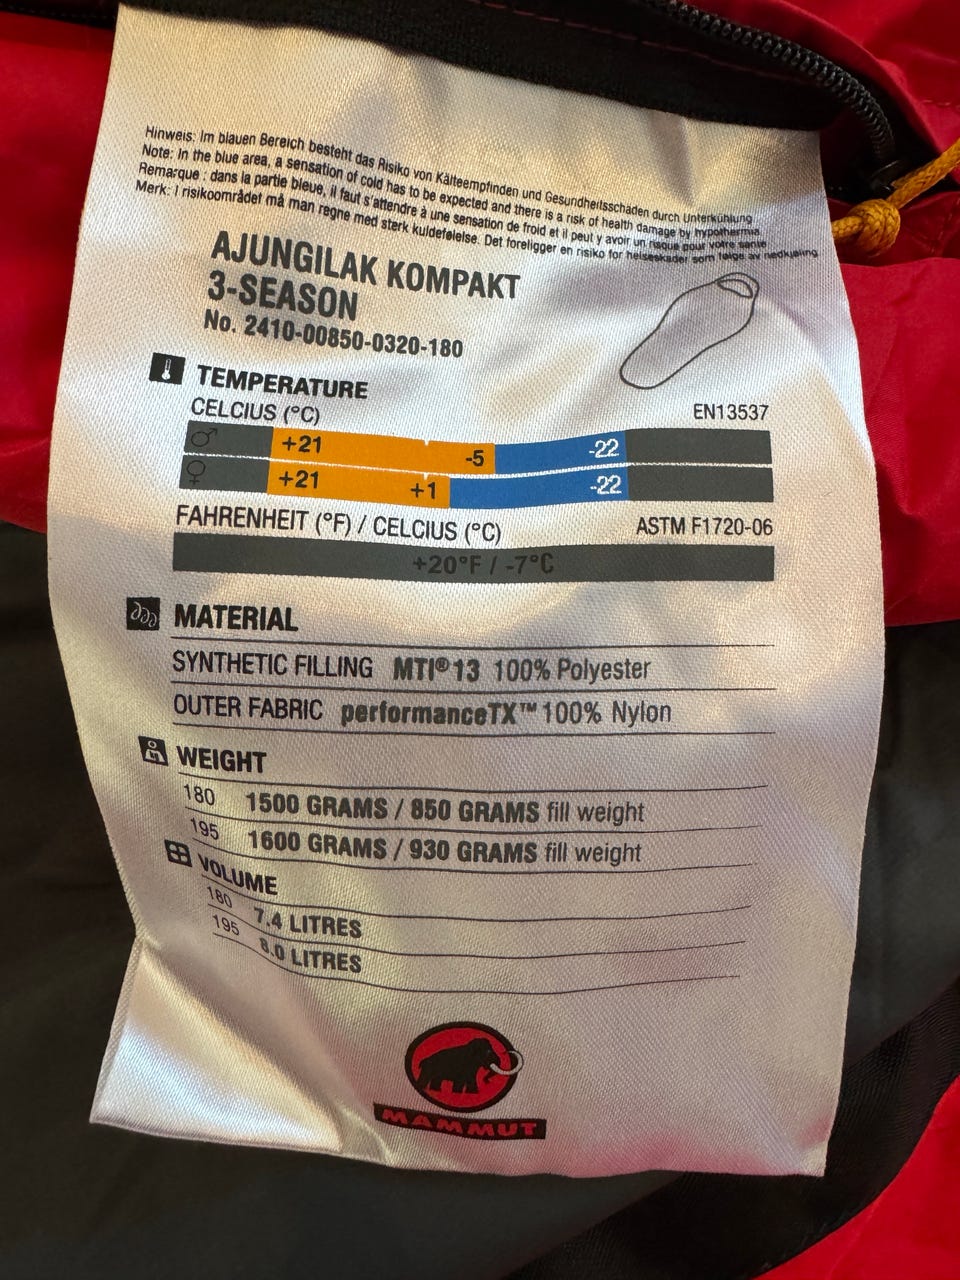 Hinweis: Im blauen Bereich besteht das Risiko von Kälteempfinden und Gesundheitsschäden durch Unterkühlung
Note: In the blue area, a sensation of cold has to be expected and there is a risk of health damage by hypothermia
Remarque : dans la partie bleue, il faut s'attendre à une sensation de froid et il peut y avoir un risque pour votre santé
Merk: I risikoområdet må man regne med sterk kuldefølelse. Det foreligger en risiko for helseskader som følge av nedkjøling
AJUNGILAK KOMPAKT
3-SEASON
No. 2410-00850-0320-180
TEMPERATURE
CELCIUS (°C) EN13537
♂ +21 -5 -22
♀ +21 +1 -22
FAHRENHEIT (°F) / CELCIUS (°C) ASTM F1720-06
+20°F / -7°C
MATERIAL
SYNTHETIC FILLING MTI®13 100% Polyester
OUTER FABRIC performanceTX™ 100% Nylon
WEIGHT
180 1500 GRAMS / 850 GRAMS fill weight
195 1600 GRAMS / 930 GRAMS fill weight
VOLUME
180 7.4 LITRES
195 8.0 LITRES
MAMMUT